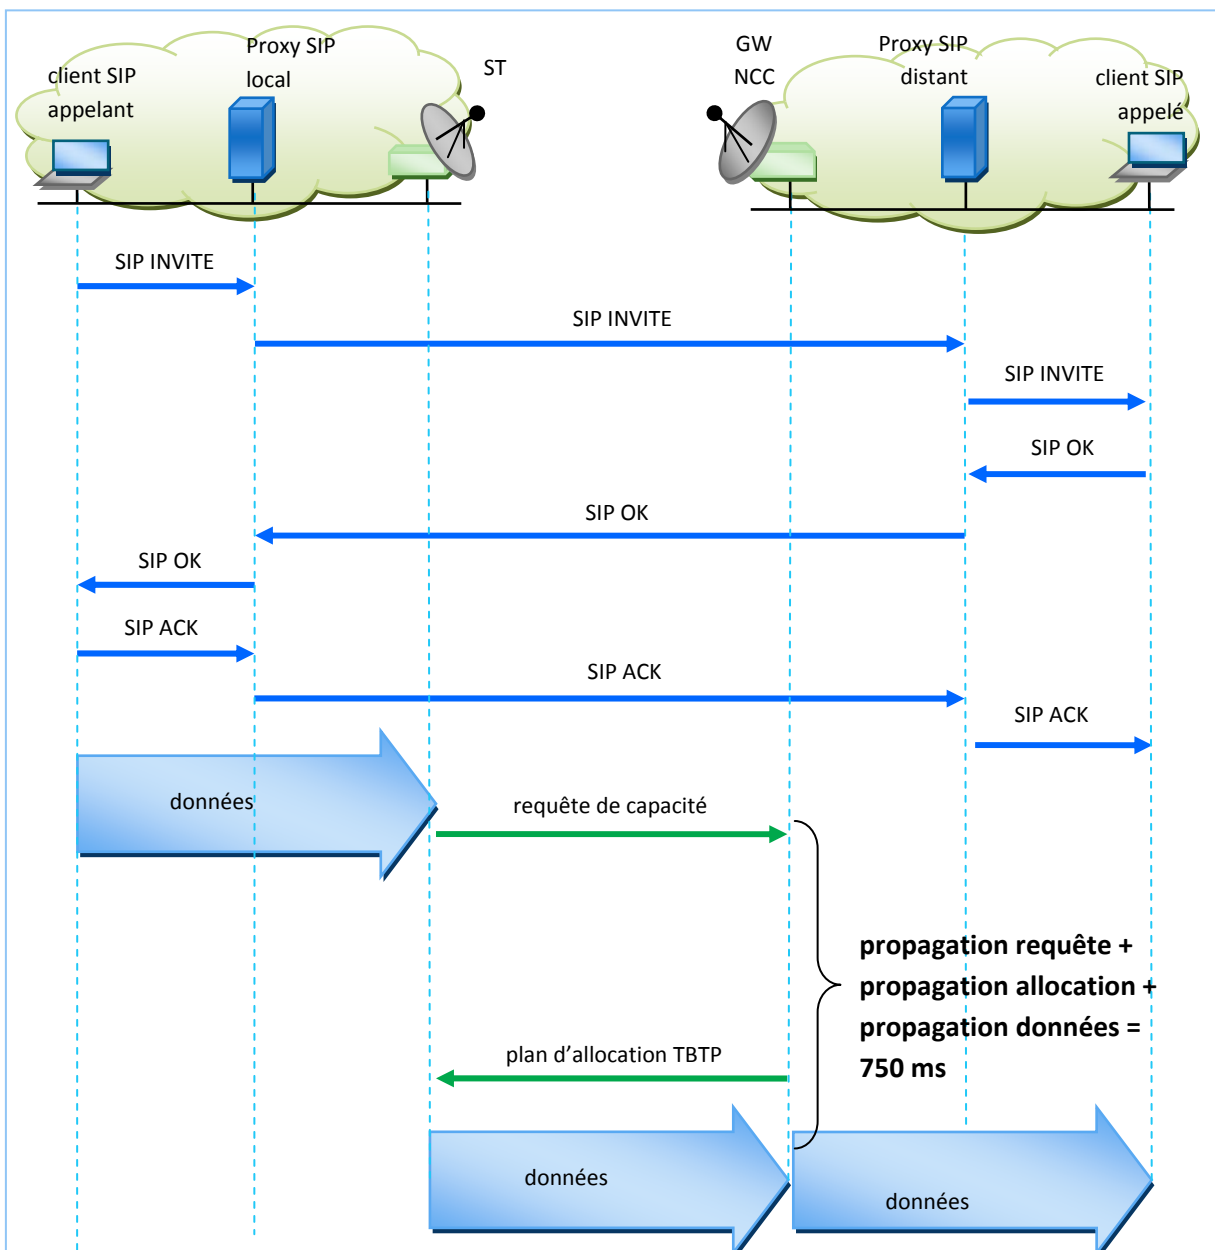 client SIP
appelant
Proxy SIP
local
ST
GW
NCC
Proxy SIP
distant
client SIP
appelé
SIP INVITE
SIP INVITE
SIP INVITE
SIP OK
SIP OK
SIP OK
SIP ACK
SIP ACK
SIP ACK
données
requête de capacité
propagation requête +
propagation allocation +
propagation données =
750 ms
plan d’allocation TBTP
données
données